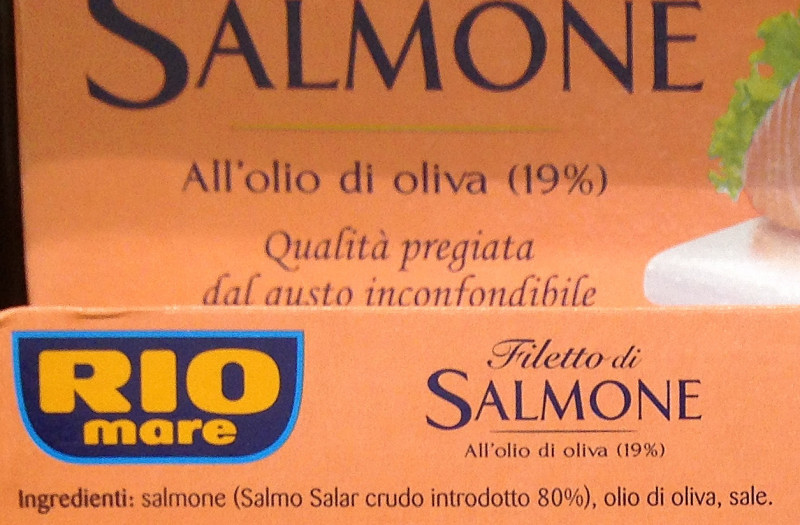 SALMONE
All'olio di oliva (19%)
Qualità pregiata
dal gusto inconfondibile
RIO
mare
Filetto di
SALMONE
All'olio di oliva (19%)
Ingredienti: salmone (Salmo Salar crudo introdotto 80%), olio di oliva, sale.